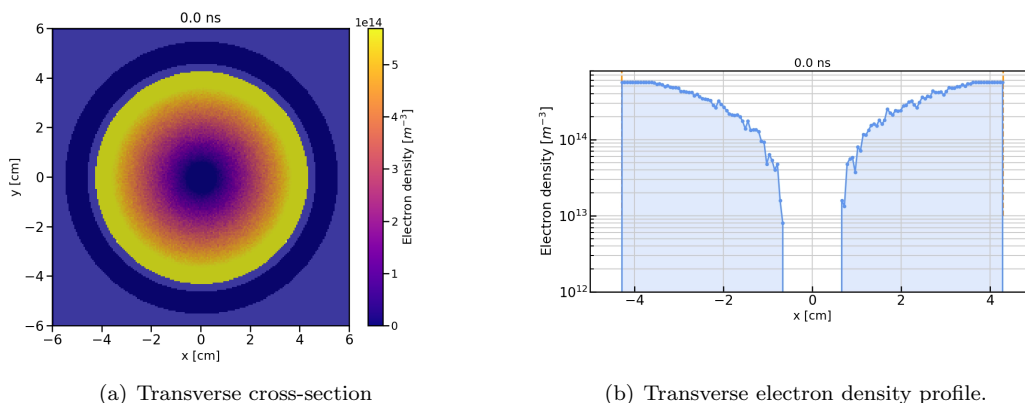 0.0 ns
1e14
6
4
2
0
−2
−4
−6
y [cm]
−6 −4 −2 0 2 4 6
x [cm]
5
4
3
2
1
0
Electron density [m⁻³]
(a) Transverse cross-section
0.0 ns
10¹⁴
10¹³
10¹²
Electron density [m⁻³]
−4 −2 0 2 4
x [cm]
(b) Transverse electron density profile.